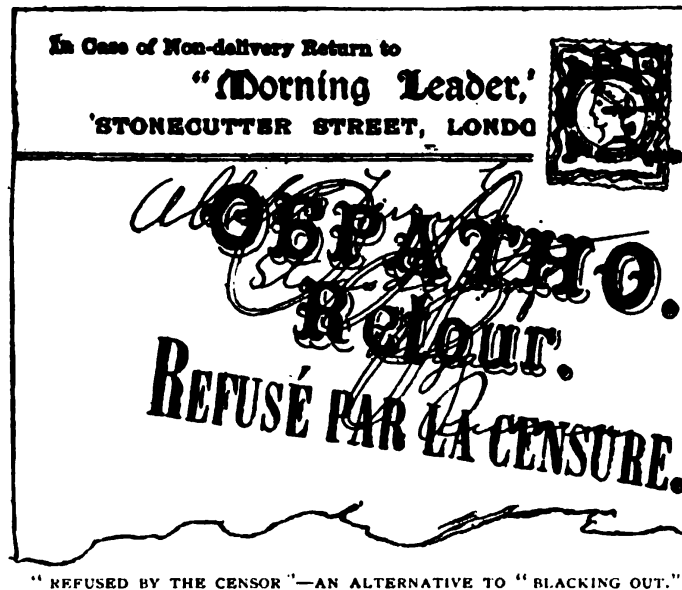 In Case of Non-delivery Return to
"Morning Leader,'
'STONECUTTER STREET, LONDO
ОБРАТНО.
Retour.
REFUSÉ PAR LA CENSURE.
" REFUSED BY THE CENSOR "—AN ALTERNATIVE TO " BLACKING OUT."